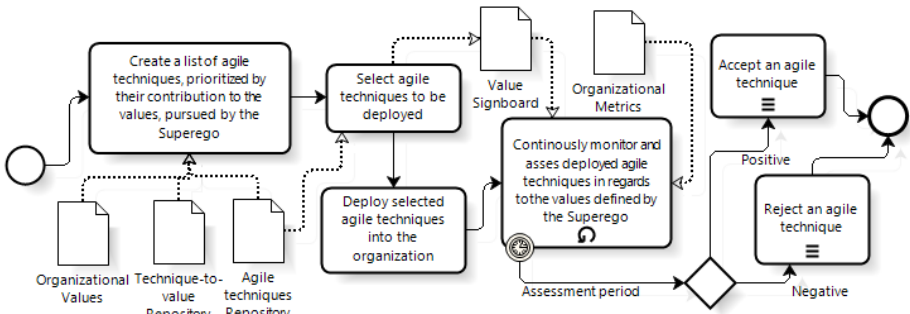 Create a list of agile
techniques, prioritized by
their contribution to the
values, pursued by the
Superego
Select agile
techniques to be
deployed
Value
Signboard
Organizational
Metrics
Accept an agile
technique
Continously monitor and
asses deployed agile
techniques in regards
to the values defined by
the Superego
Positive
Deploy selected
agile techniques
into the
organization
Reject an agile
technique
Organizational
Values
Technique-to-
value
Repository
Agile
techniques
Repository
Assessment period
Negative